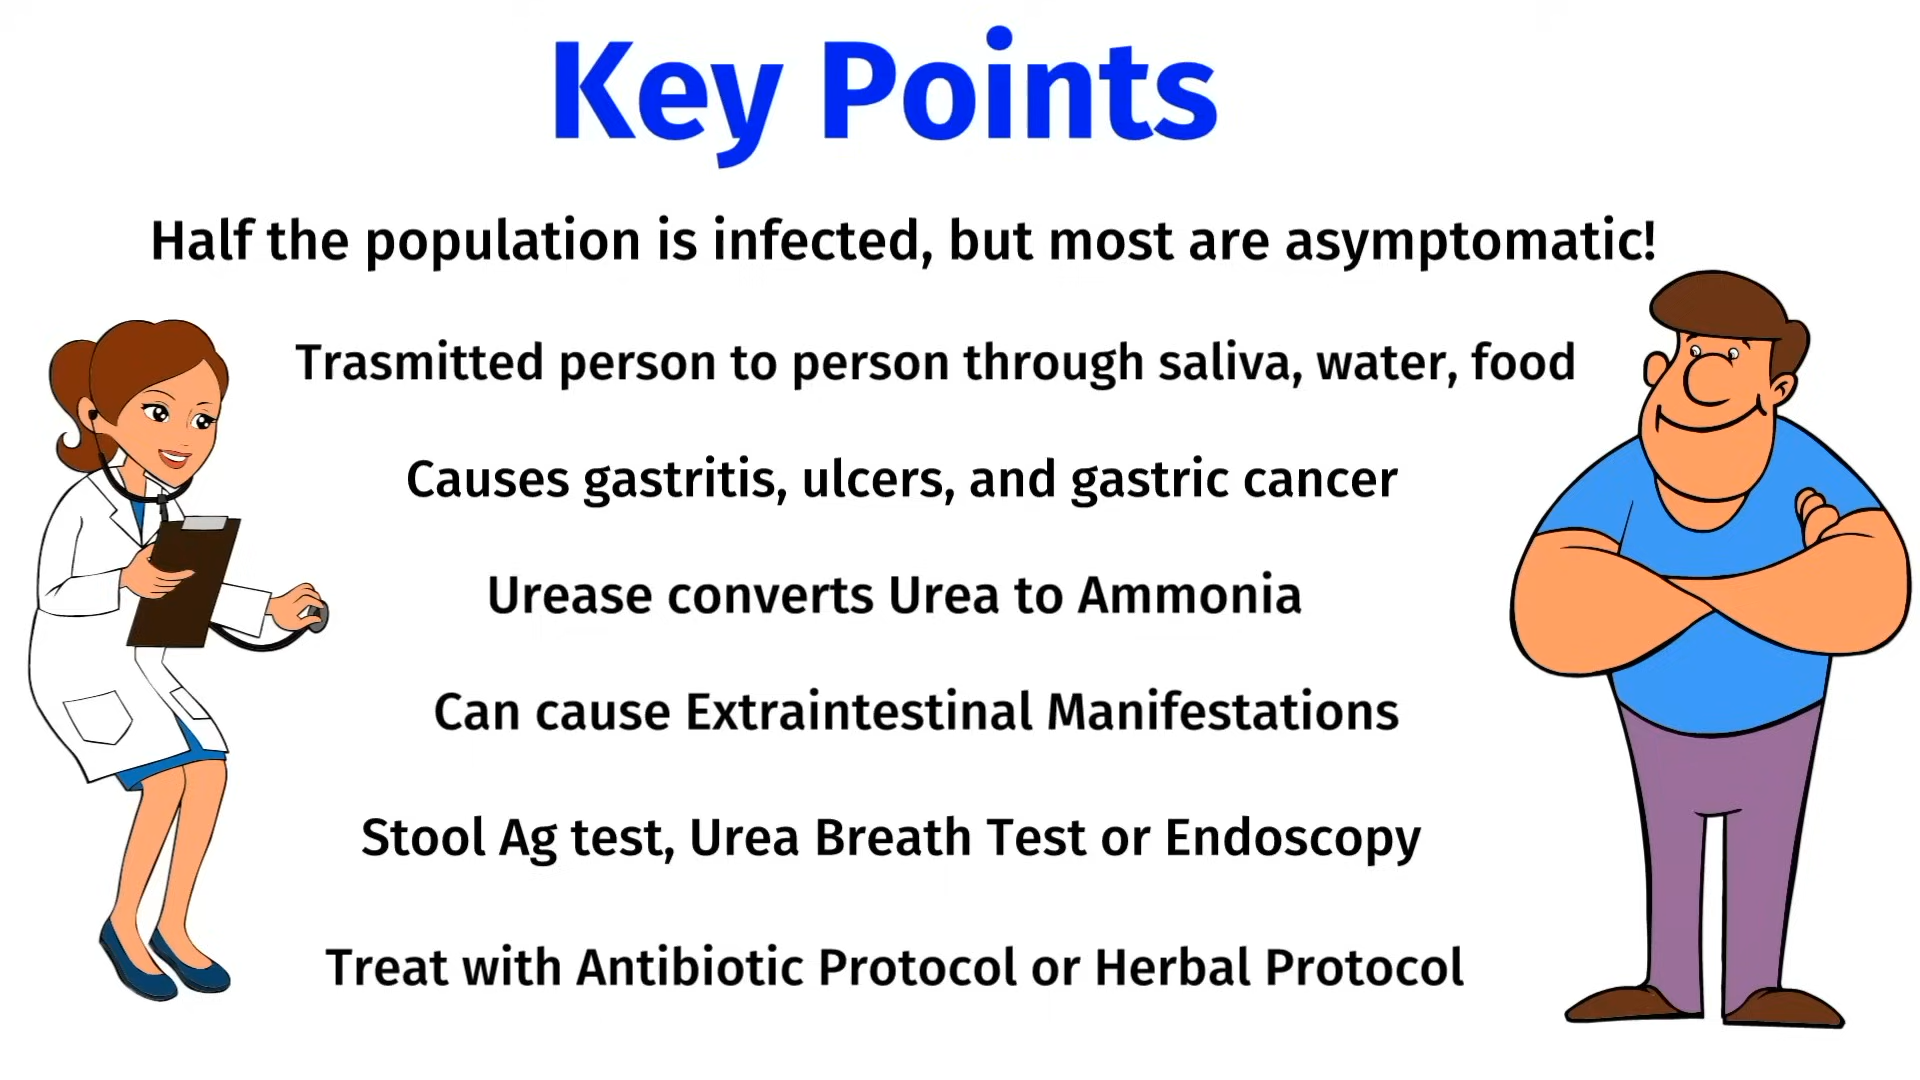 Key Points
Half the population is infected, but most are asymptomatic!
Trasmitted person to person through saliva, water, food
Causes gastritis, ulcers, and gastric cancer
Urease converts Urea to Ammonia
Can cause Extraintestinal Manifestations
Stool Ag test, Urea Breath Test or Endoscopy
Treat with Antibiotic Protocol or Herbal Protocol